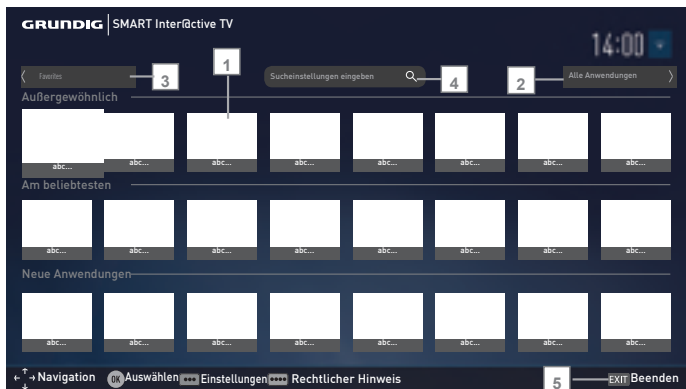 GRUNDIG SMART Inter@ctive TV
14:00
Favorites 3 1 Sucheinstellungen eingeben 4 2 Alle Anwendungen
Außergewöhnlich
abc... abc... abc... abc... abc... abc... abc... abc...
Am beliebtesten
abc... abc... abc... abc... abc... abc... abc... abc...
Neue Anwendungen
abc... abc... abc... abc... abc... abc... abc... abc...
Navigation OK Auswählen Einstellungen Rechtlicher Hinweis 5 EXIT Beenden